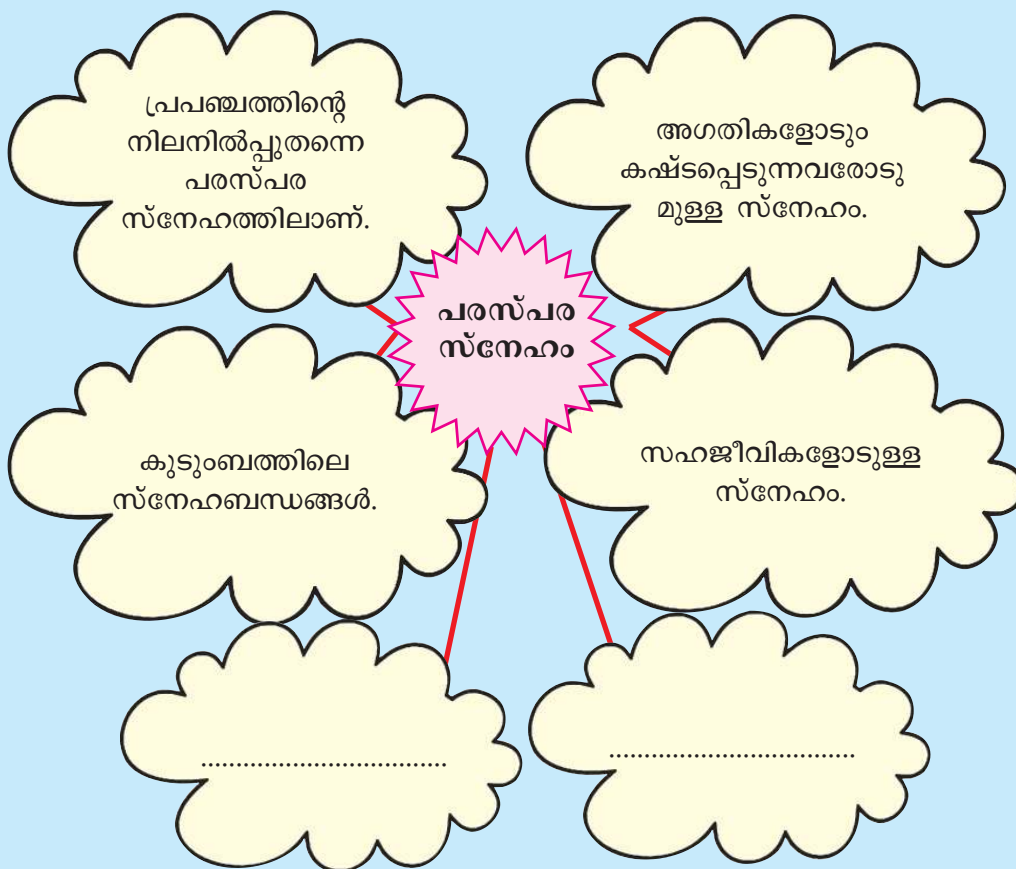 പ്രപഞ്ചത്തിന്റെ
നിലനിൽപ്പുതന്നെ
പരസ്പര
സ്നേഹത്തിലാണ്.
അഗതികളോടും
കഷ്ടപ്പെടുന്നവരോടു
മുള്ള സ്നേഹം.
പരസ്പര
സ്നേഹം
കുടുംബത്തിലെ
സ്നേഹബന്ധങ്ങൾ.
സഹജീവികളോടുള്ള
സ്നേഹം.
...................................
...................................